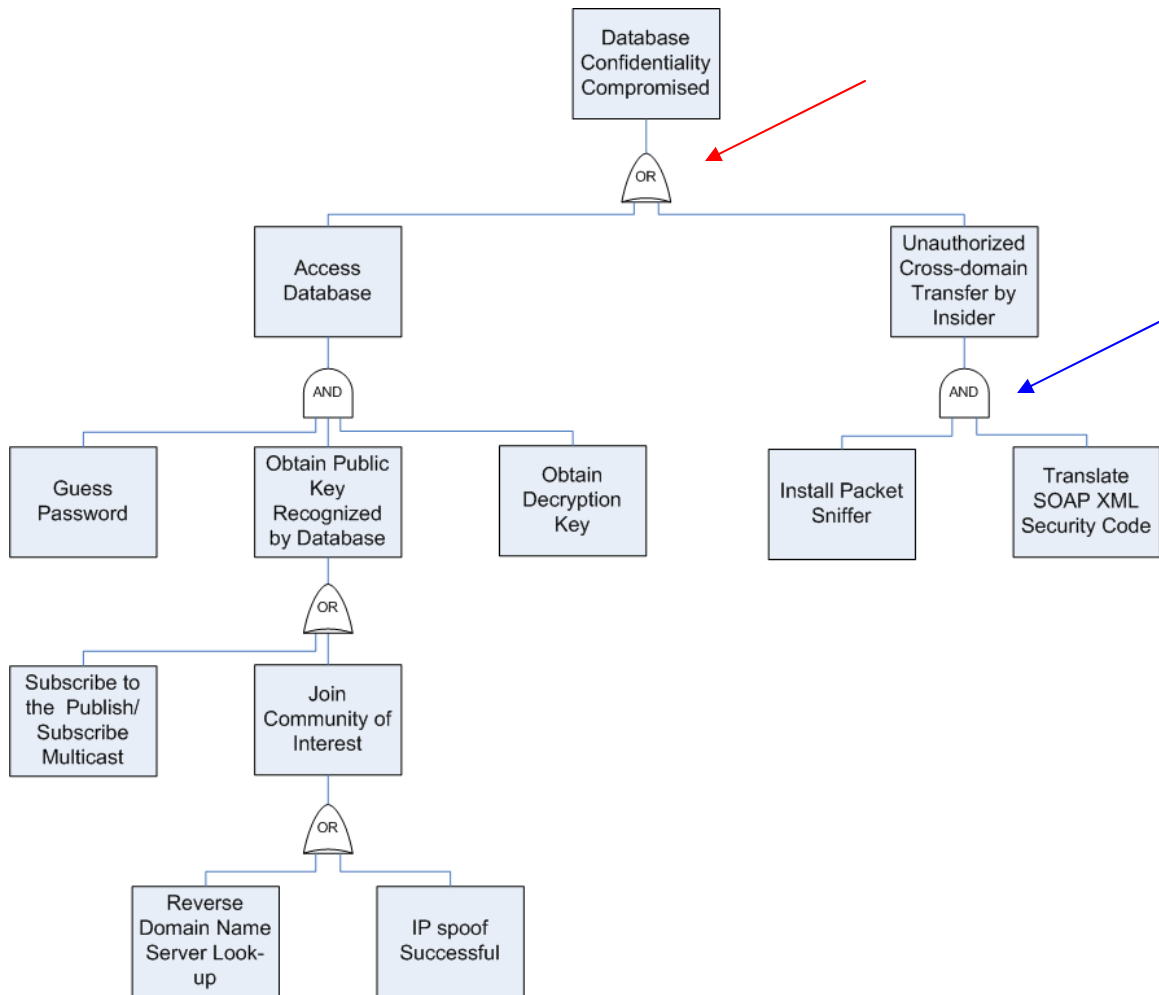 Database
Confidentiality
Compromised
OR
Access
Database
Unauthorized
Cross-domain
Transfer by
Insider
AND
AND
Guess
Password
Obtain Public
Key
Recognized
by Database
Obtain
Decryption
Key
Install Packet
Sniffer
Translate
SOAP XML
Security Code
OR
Subscribe to
the Publish/
Subscribe
Multicast
Join
Community of
Interest
OR
Reverse
Domain Name
Server Look-
up
IP spoof
Successful